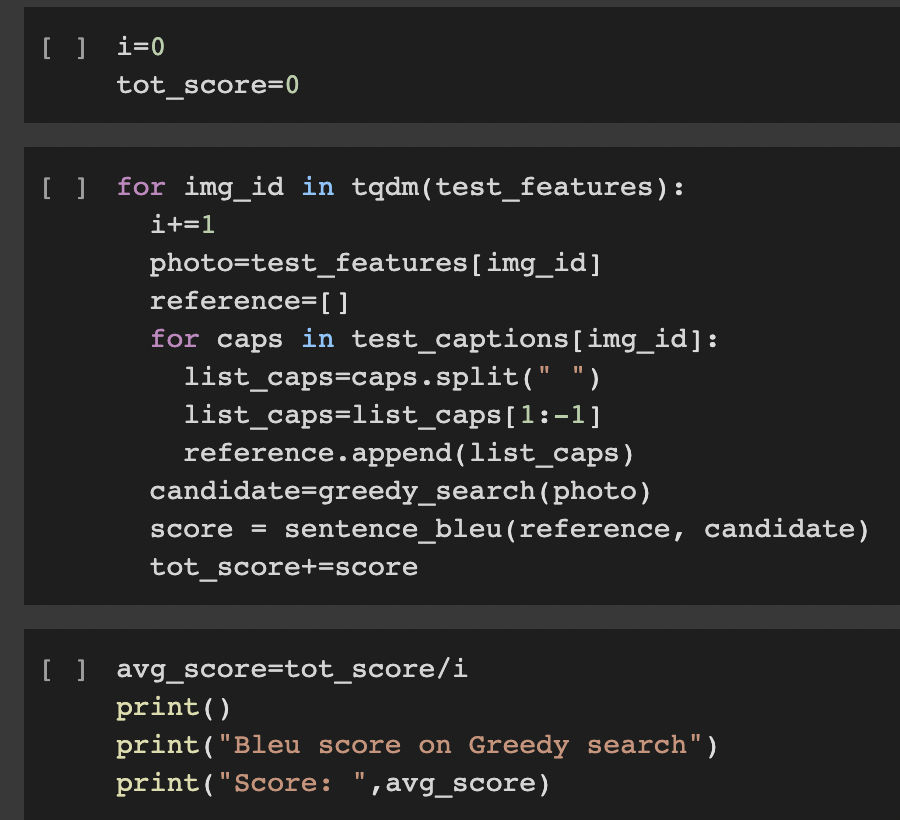 [ ] i=0
tot_score=0
[ ] for img_id in tqdm(test_features):
i+=1
photo=test_features[img_id]
reference=[]
for caps in test_captions[img_id]:
list_caps=caps.split(" ")
list_caps=list_caps[1:-1]
reference.append(list_caps)
candidate=greedy_search(photo)
score = sentence_bleu(reference, candidate)
tot_score+=score
[ ] avg_score=tot_score/i
print()
print("Bleu score on Greedy search")
print("Score: ",avg_score)